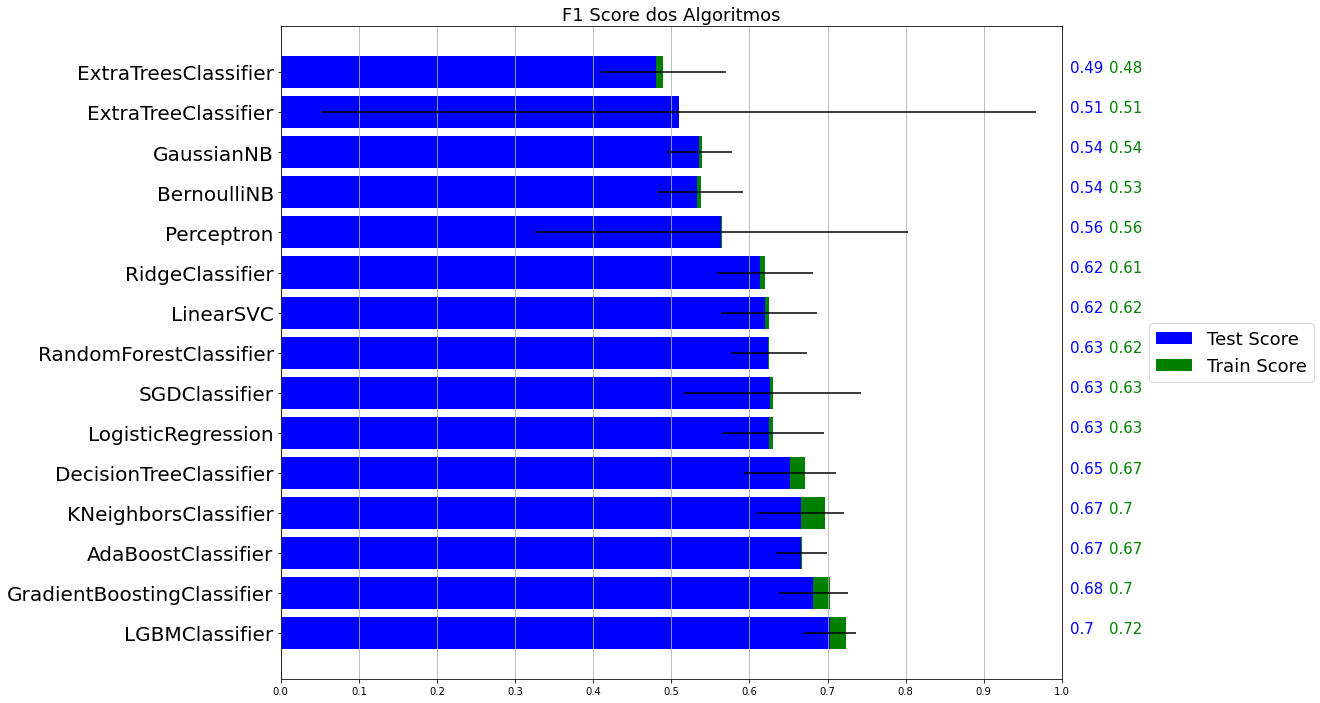 F1 Score dos Algoritmos
ExtraTreesClassifier 0.49 0.48
ExtraTreeClassifier 0.51 0.51
GaussianNB 0.54 0.54
BernoulliNB 0.54 0.53
Perceptron 0.56 0.56
RidgeClassifier 0.62 0.61
LinearSVC 0.62 0.62
RandomForestClassifier 0.63 0.62
SGDClassifier 0.63 0.63
LogisticRegression 0.63 0.63
DecisionTreeClassifier 0.65 0.67
KNeighborsClassifier 0.67 0.7
AdaBoostClassifier 0.67 0.67
GradientBoostingClassifier 0.68 0.7
LGBMClassifier 0.7 0.72
0.0 0.1 0.2 0.3 0.4 0.5 0.6 0.7 0.8 0.9 1.0
Test Score
Train Score